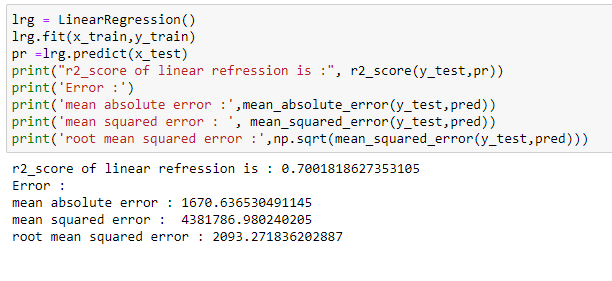 lrg = LinearRegression()
lrg.fit(x_train,y_train)
pr =lrg.predict(x_test)
print("r2_score of linear refression is :", r2_score(y_test,pr))
print('Error :')
print('mean absolute error :',mean_absolute_error(y_test,pred))
print('mean squared error : ', mean_squared_error(y_test,pred))
print('root mean squared error :',np.sqrt(mean_squared_error(y_test,pred)))
r2_score of linear refression is : 0.7001818627353105
Error :
mean absolute error : 1670.636530491145
mean squared error :  4381786.980240205
root mean squared error : 2093.271836202887